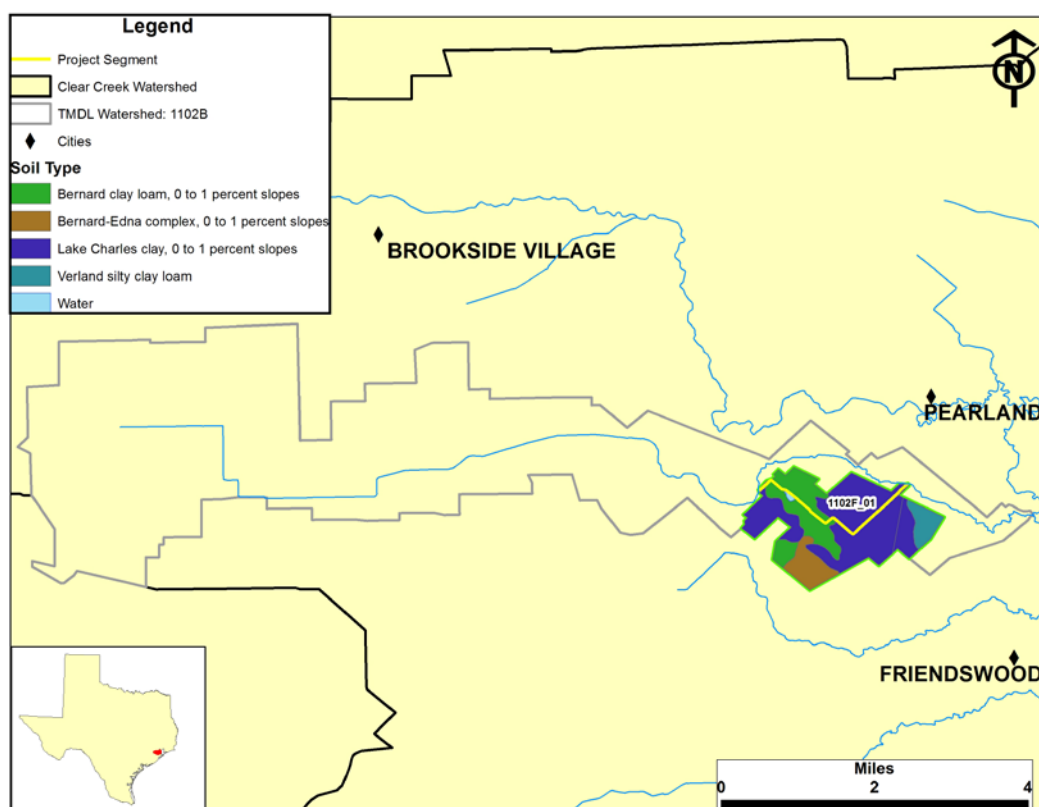 Legend
Project Segment
Clear Creek Watershed
TMDL Watershed: 1102B
Cities
Soil Type
Bernard clay loam, 0 to 1 percent slopes
Bernard-Edna complex, 0 to 1 percent slopes
Lake Charles clay, 0 to 1 percent slopes
Verland silty clay loam
Water
N
BROOKSIDE VILLAGE
PEARLAND
1102F_01
FRIENDSWOOD
Miles
0 2 4